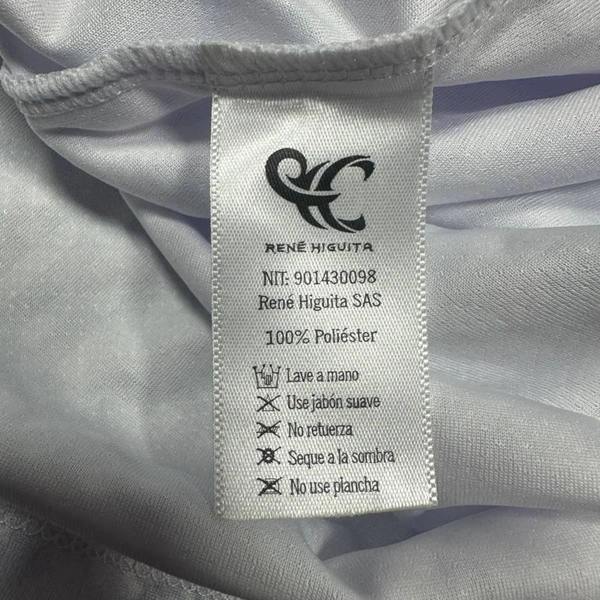 RENÉ HIGUITA
NIT: 901430098
René Higuita SAS
100% Poliéster
Lave a mano
Use jabón suave
No retuerza
Seque a la sombra
No use plancha